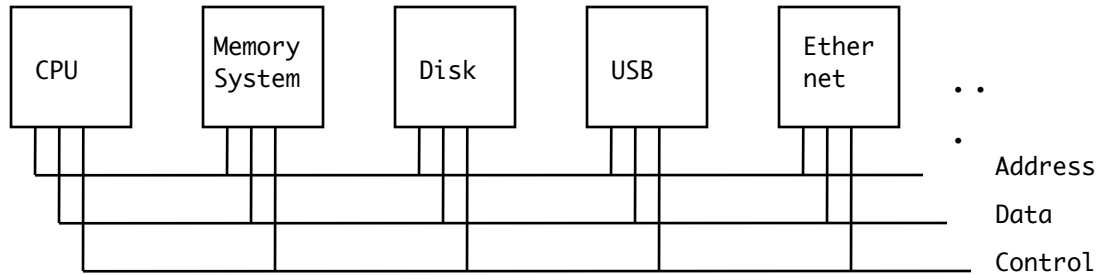 CPU
Memory
System
Disk
USB
Ether
net
. .
.
Address
Data
Control